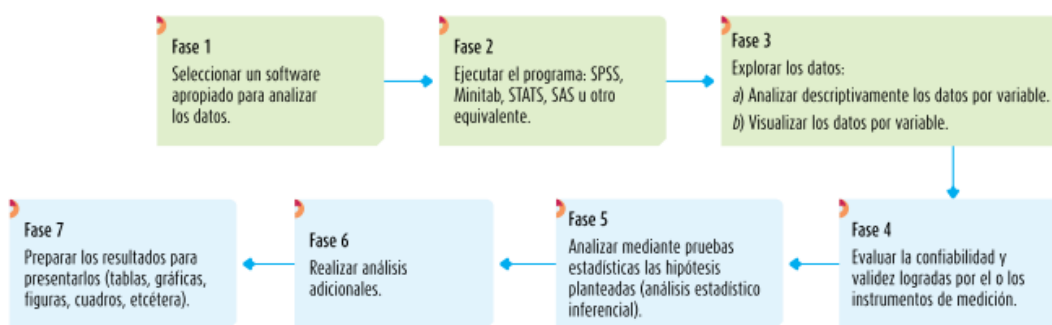 Fase 1
Seleccionar un software
apropiado para analizar
los datos.
Fase 2
Ejecutar el programa: SPSS,
Minitab, STATS, SAS u otro
equivalente.
Fase 3
Explorar los datos:
a) Analizar descriptivamente los datos por variable.
b) Visualizar los datos por variable.
Fase 4
Evaluar la confiabilidad y
validez logradas por el o los
instrumentos de medición.
Fase 5
Analizar mediante pruebas
estadísticas las hipótesis
planteadas (análisis estadístico
inferencial).
Fase 6
Realizar análisis
adicionales.
Fase 7
Preparar los resultados para
presentarlos (tablas, gráficas,
figuras, cuadros, etcétera).